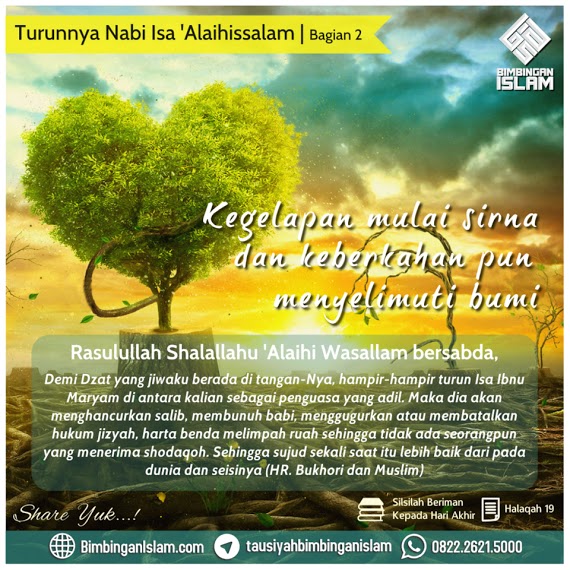 Turunnya Nabi Isa 'Alaihissalam | Bagian 2
BIMBINGAN
ISLAM
Kegelapan mulai sirna
dan keberkahan pun
menyelimuti bumi
Rasulullah Shalallahu 'Alaihi Wasallam bersabda,
Demi Dzat yang jiwaku berada di tangan-Nya, hampir-hampir turun Isa Ibnu
Maryam di antara kalian sebagai penguasa yang adil. Maka dia akan
menghancurkan salib, membunuh babi, menggugurkan atau membatalkan
hukum jizyah, harta benda melimpah ruah sehingga tidak ada seorangpun
yang menerima shodaqoh. Sehingga sujud sekali saat itu lebih baik dari pada
dunia dan seisinya (HR. Bukhori dan Muslim)
Share Yuk...!
Silsilah Beriman
Kepada Hari Akhir
Halaqah 19
BimbinganIslam.com
tausiyahbimbinganislam
0822.2621.5000